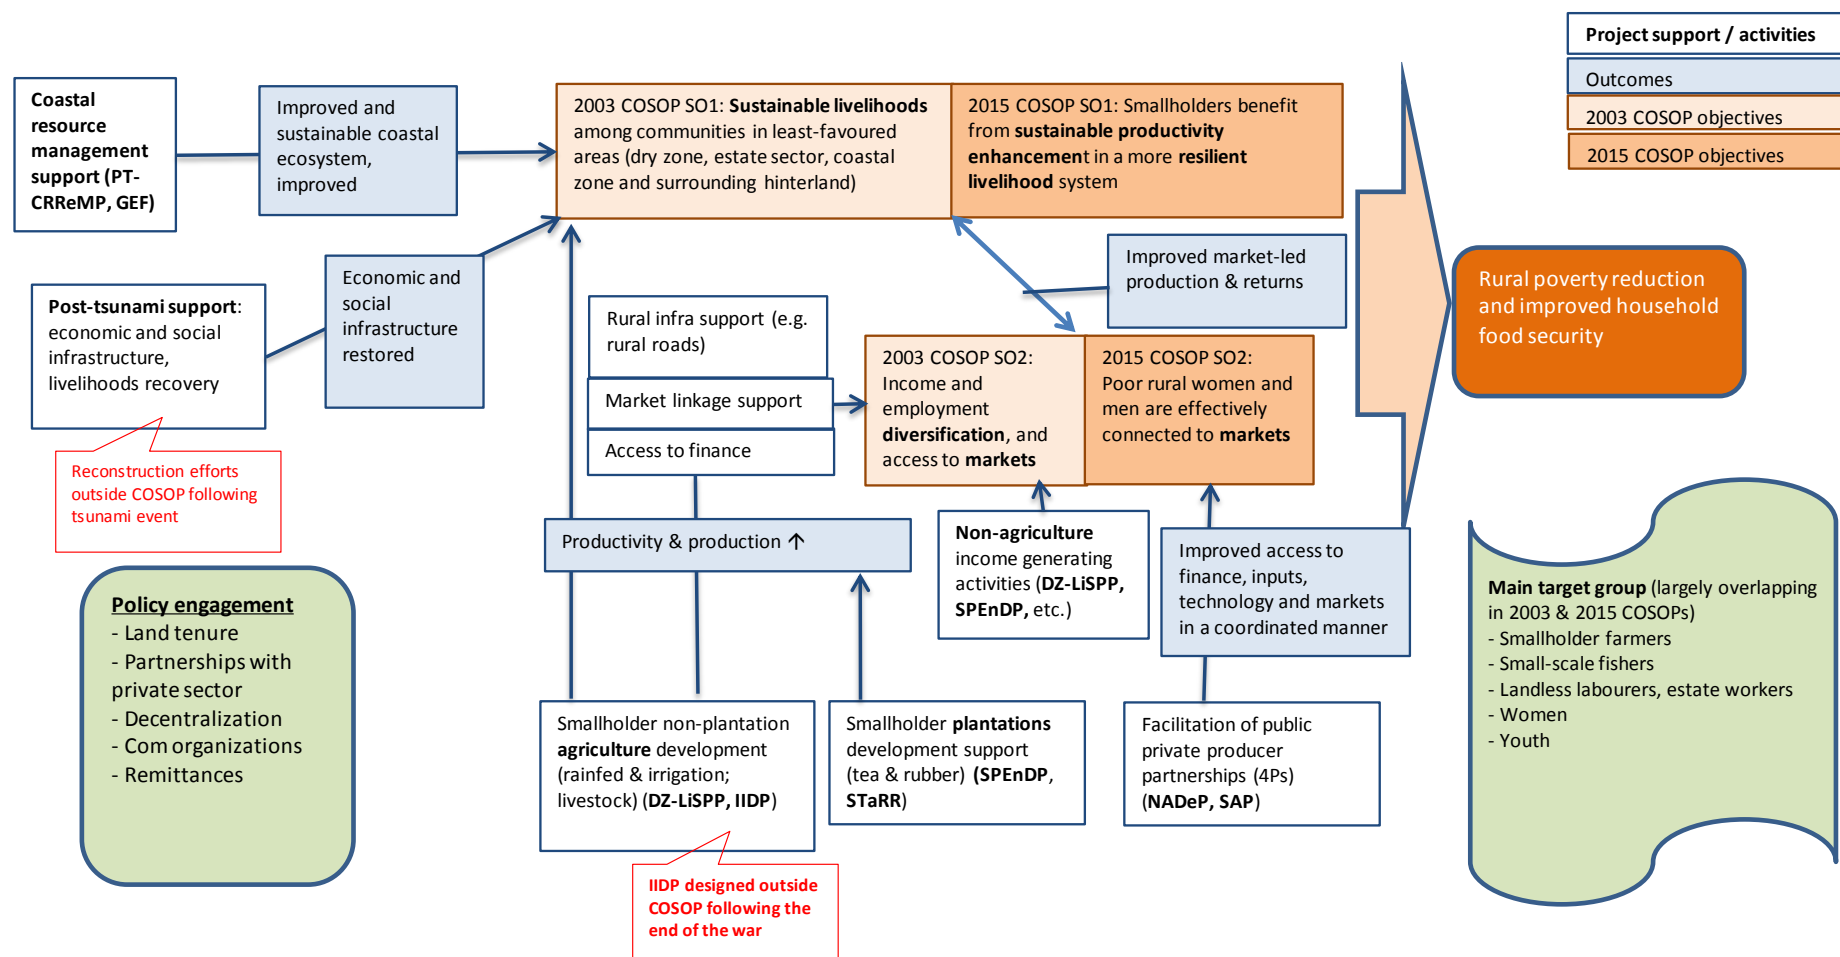 Project support / activities
Outcomes
2003 COSOP objectives
2015 COSOP objectives
Coastal
resource
management
support (PT-
CRReMP, GEF)
Improved and
sustainable coastal
ecosystem,
improved
2003 COSOP SO1: Sustainable livelihoods
among communities in least-favoured
areas (dry zone, estate sector, coastal
zone and surrounding hinterland)
2015 COSOP SO1: Smallholders benefit
from sustainable productivity
enhancement in a more resilient
livelihood system
Post-tsunami support:
economic and social
infrastructure,
livelihoods recovery
Economic and
social
infrastructure
restored
Improved market-led
production & returns
Rural poverty reduction
and improved household
food security
Rural infra support (e.g.
rural roads)
Market linkage support
Access to finance
2003 COSOP SO2:
Income and
employment
diversification, and
access to markets
2015 COSOP SO2:
Poor rural women and
men are effectively
connected to markets
Reconstruction efforts
outside COSOP following
tsunami event
Productivity & production ↑
Non-agriculture
income generating
activities (DZ-LiSPP,
SPEnDP, etc.)
Improved access to
finance, inputs,
technology and markets
in a coordinated manner
Policy engagement
- Land tenure
- Partnerships with
private sector
- Decentralization
- Com organizations
- Remittances
Main target group (largely overlapping
in 2003 & 2015 COSOPs)
- Smallholder farmers
- Small-scale fishers
- Landless labourers, estate workers
- Women
- Youth
Smallholder non-plantation
agriculture development
(rainfed & irrigation;
livestock) (DZ-LiSPP, IIDP)
Smallholder plantations
development support
(tea & rubber) (SPEnDP,
STaRR)
Facilitation of public
private producer
partnerships (4Ps)
(NADeP, SAP)
IIDP designed outside
COSOP following the
end of the war